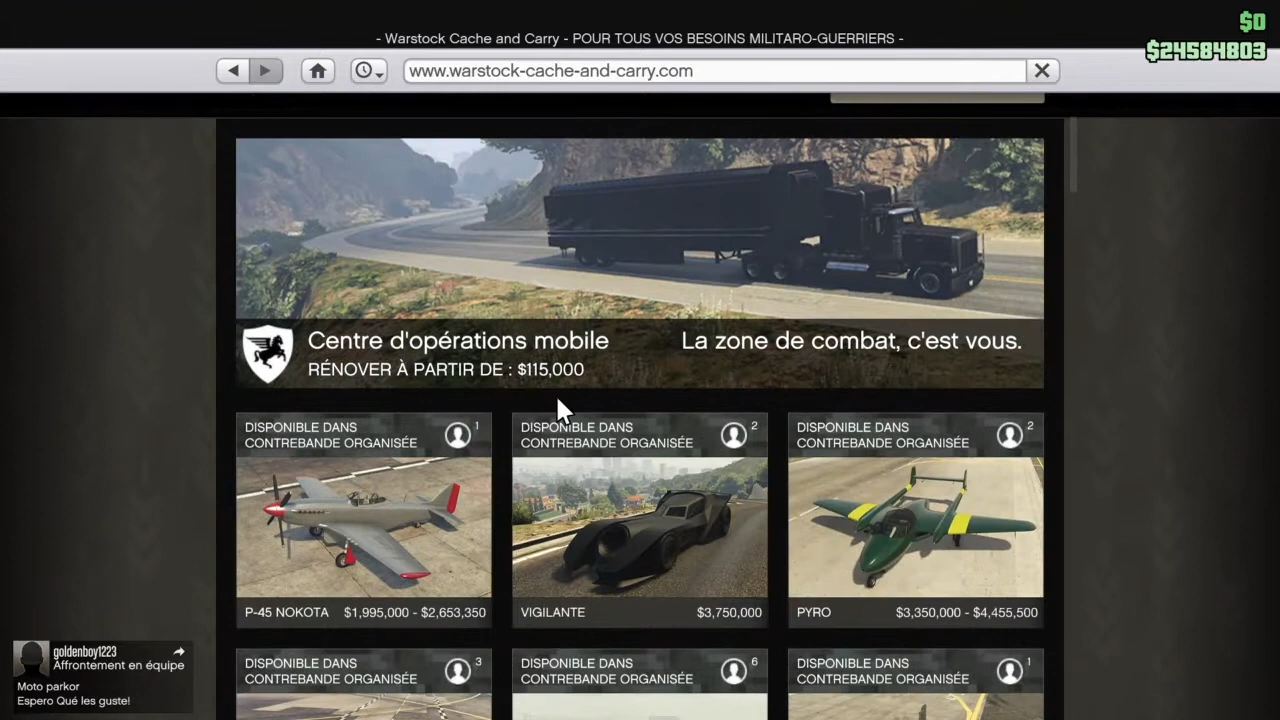 $0
$24584803
- Warstock Cache and Carry - POUR TOUS VOS BESOINS MILITARO-GUERRIERS -
www.warstock-cache-and-carry.com
Centre d'opérations mobile
La zone de combat, c'est vous.
RÉNOVER À PARTIR DE : $115,000
DISPONIBLE DANS
CONTREBANDE ORGANISÉE
1
DISPONIBLE DANS
CONTREBANDE ORGANISÉE
2
DISPONIBLE DANS
CONTREBANDE ORGANISÉE
2
P-45 NOKOTA $1,995,000 - $2,653,350
VIGILANTE $3,750,000
PYRO $3,350,000 - $4,455,500
DISPONIBLE DANS
CONTREBANDE ORGANISÉE
3
DISPONIBLE DANS
CONTREBANDE ORGANISÉE
6
DISPONIBLE DANS
CONTREBANDE ORGANISÉE
1
goldenboy1223
Affrontement en équipe
Moto parkor
Espero Qué les guste!